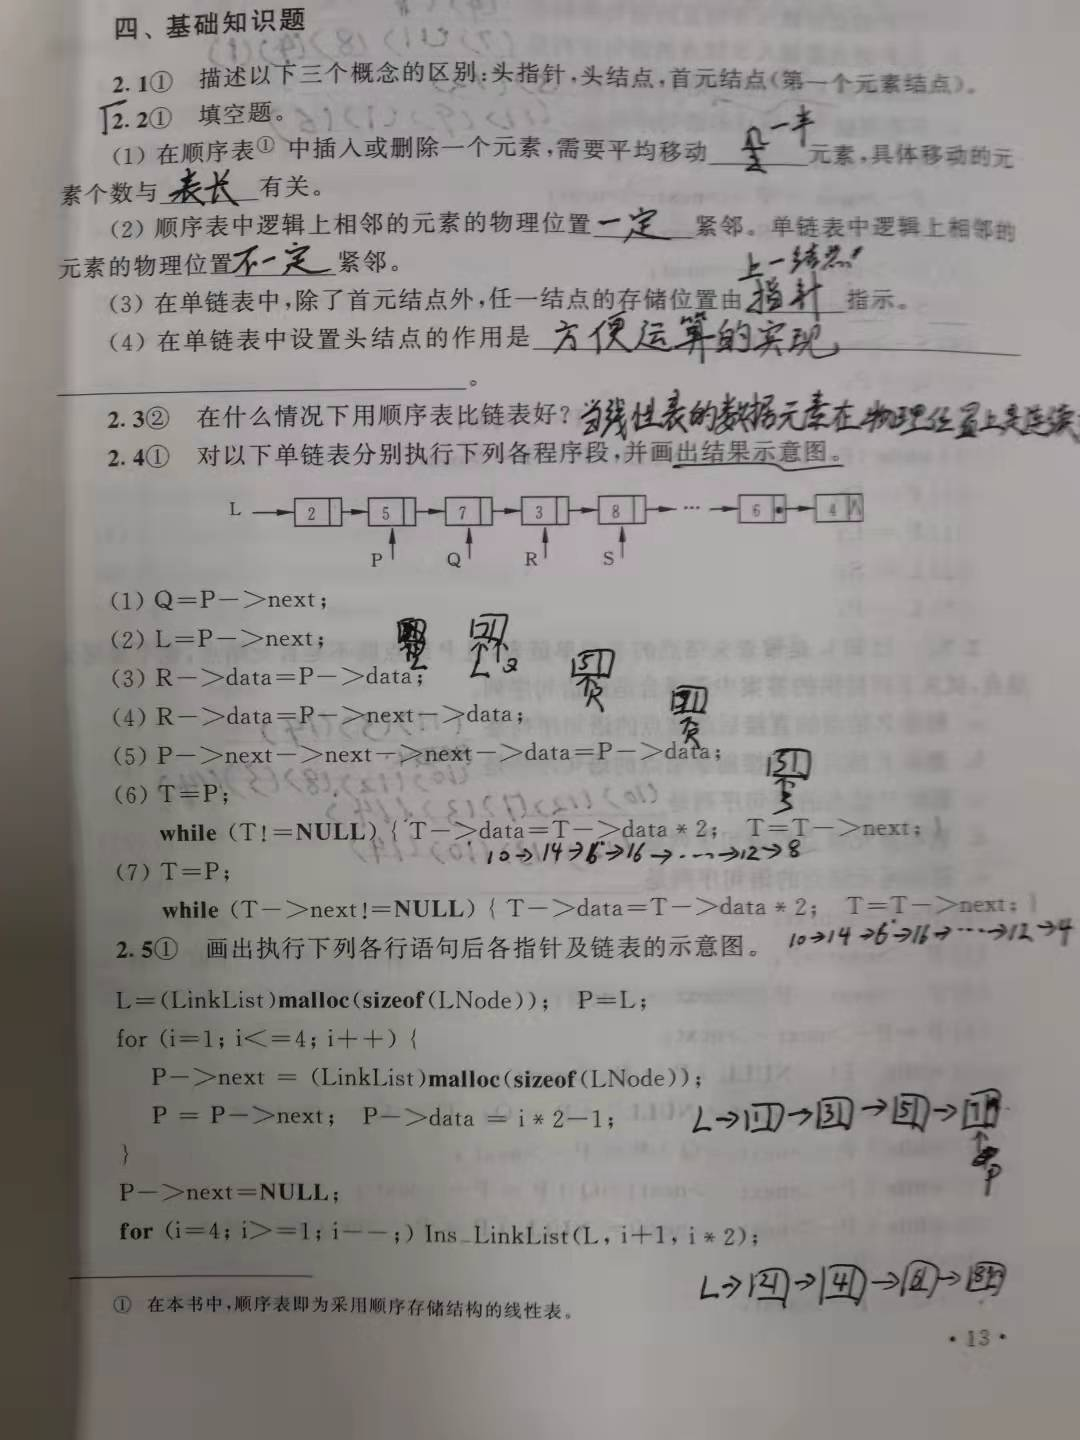 四、基础知识题
2.1① 描述以下三个概念的区别:头指针,头结点,首元结点(第一个元素结点)。
2.2① 填空题。
一半
(1) 在顺序表① 中插入或删除一个元素,需要平均移动 n/2 元素,具体移动的元
素个数与 表长 有关。
(2) 顺序表中逻辑上相邻的元素的物理位置 一定 紧邻。单链表中逻辑上相邻的
元素的物理位置 不一定 紧邻。
上一结点
(3) 在单链表中,除了首元结点外,任一结点的存储位置由 指针 指示。
(4) 在单链表中设置头结点的作用是 方便运算的实现
。
2.3② 在什么情况下用顺序表比链表好? 当线性表的数据元素在物理位置上是连续
2.4① 对以下单链表分别执行下列各程序段,并画出结果示意图。
L 2 5 7 3 8 … 6 4 ∧
P Q R S
(1) Q=P—>next;
(2) L=P—>next; 7 L Q
(3) R—>data=P—>data; 5 R
(4) R—>data=P—>next—>data; 7 R
(5) P—>next—>next—>next—>data=P—>data; 5 S
(6) T=P;
while (T!=NULL) { T—>data=T—>data * 2; T=T—>next; }
10→14→6→16→…→12→8
(7) T=P;
while (T—>next!=NULL) { T—>data=T—>data * 2; T=T—>next; }
10→14→6→16→…→12→4
2.5① 画出执行下列各行语句后各指针及链表的示意图。
L=(LinkList)malloc(sizeof(LNode)); P=L;
for (i=1; i<=4; i++) {
P—>next = (LinkList)malloc(sizeof(LNode));
P = P—>next; P—>data = i * 2—1; L→1→3→5→7
} P
P—>next=NULL;
for (i=4; i>=1; i——;) Ins_LinkList(L, i+1, i * 2);
L→2→4→6→8
① 在本书中,顺序表即为采用顺序存储结构的线性表。
• 13 •